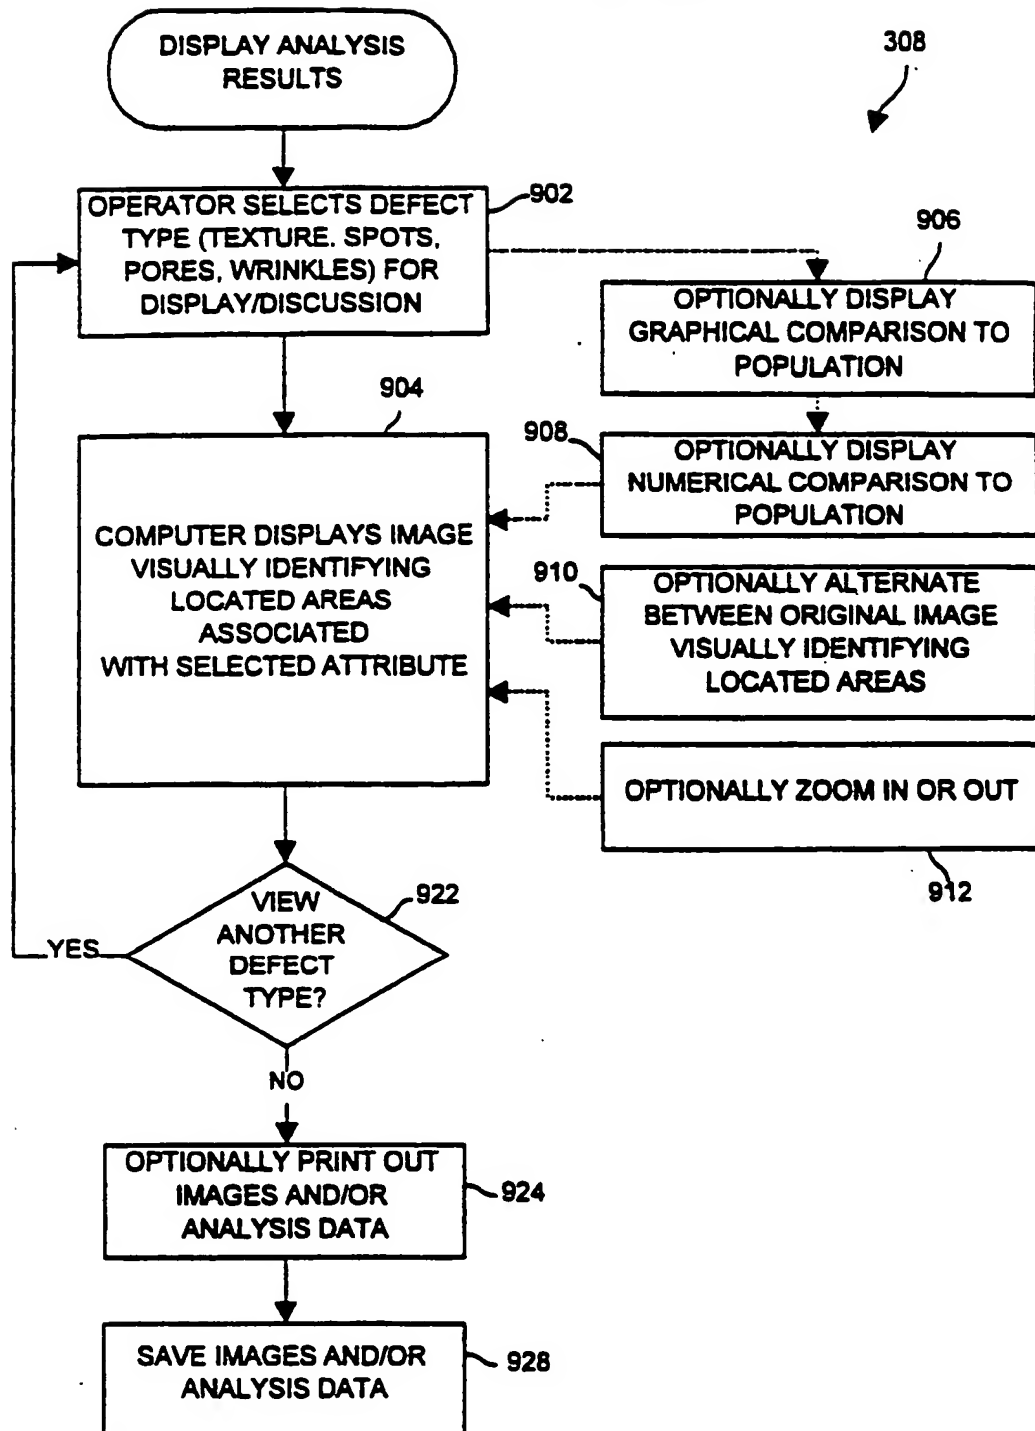 DISPLAY ANALYSIS
RESULTS
308
OPERATOR SELECTS DEFECT
TYPE (TEXTURE. SPOTS,
PORES, WRINKLES) FOR
DISPLAY/DISCUSSION
902
906
OPTIONALLY DISPLAY
GRAPHICAL COMPARISON TO
POPULATION
904
908
OPTIONALLY DISPLAY
NUMERICAL COMPARISON TO
POPULATION
COMPUTER DISPLAYS IMAGE
VISUALLY IDENTIFYING
LOCATED AREAS
ASSOCIATED
WITH SELECTED ATTRIBUTE
910
OPTIONALLY ALTERNATE
BETWEEN ORIGINAL IMAGE
VISUALLY IDENTIFYING
LOCATED AREAS
OPTIONALLY ZOOM IN OR OUT
912
VIEW
ANOTHER
DEFECT
TYPE?
922
YES
NO
OPTIONALLY PRINT OUT
IMAGES AND/OR
ANALYSIS DATA
924
SAVE IMAGES AND/OR
ANALYSIS DATA
928